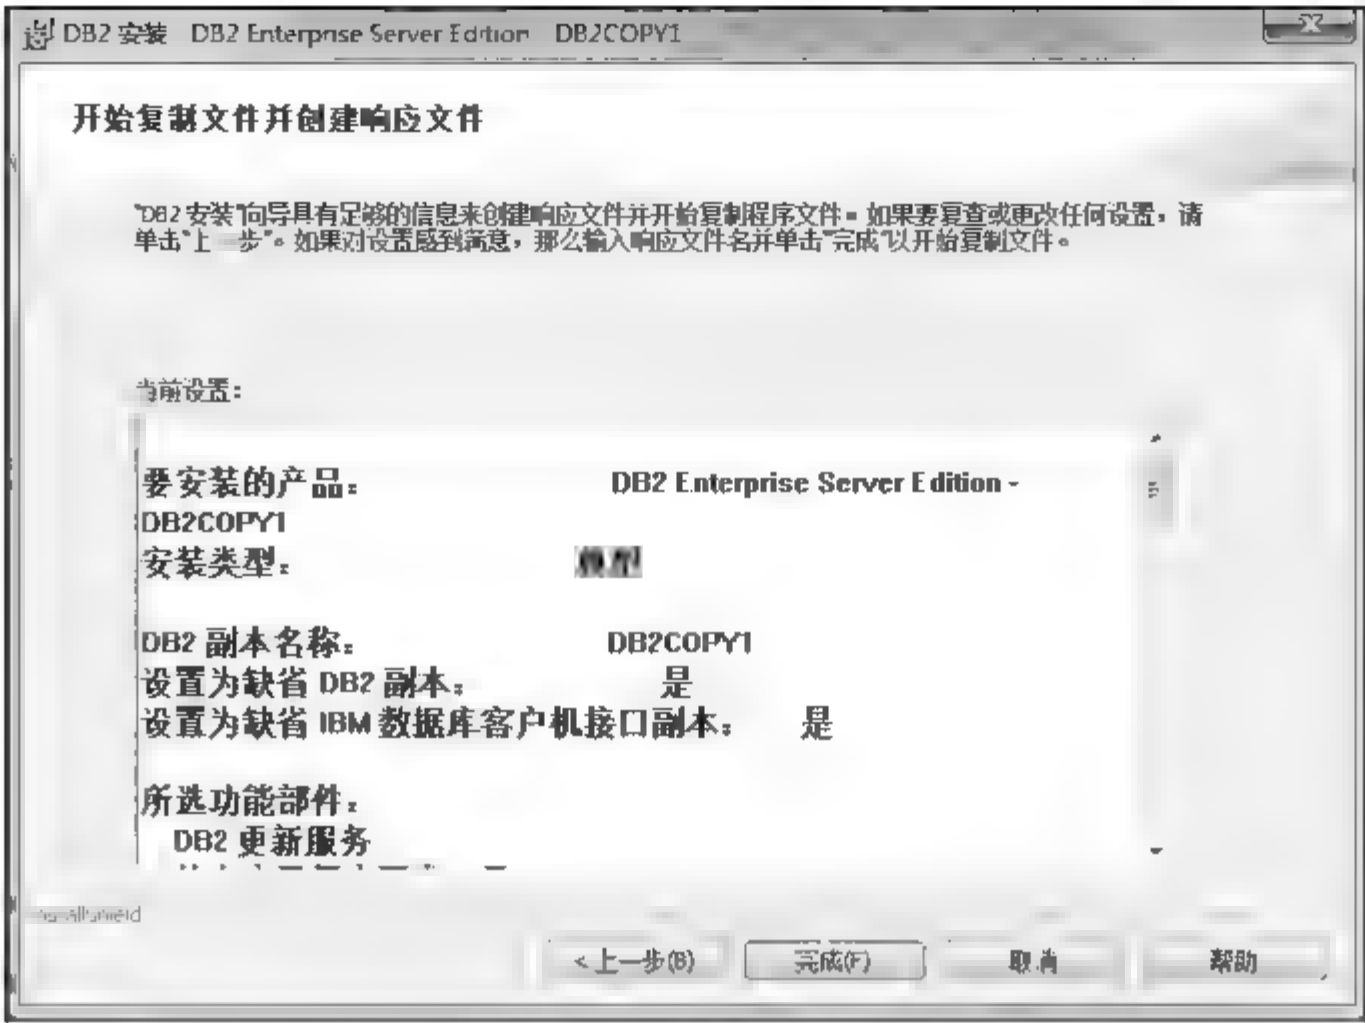 DB2 安装 DB2 Enterprise Server Edition DB2COPY1
开始复制文件并创建响应文件
"DB2 安装"向导具有足够的信息来创建响应文件并开始复制程序文件。如果要复查或更改任何设置，请
单击"上一步"。如果对设置感到满意，那么输入响应文件名并单击"完成"以开始复制文件。
当前设置：
要安装的产品： DB2 Enterprise Server Edition -
DB2COPY1
安装类型： 典型
DB2 副本名称： DB2COPY1
设置为缺省 DB2 副本： 是
设置为缺省 IBM 数据库客户机接口副本： 是
所选功能部件：
DB2 更新服务
InstallShield
<上一步(B) 完成(F) 取消 帮助